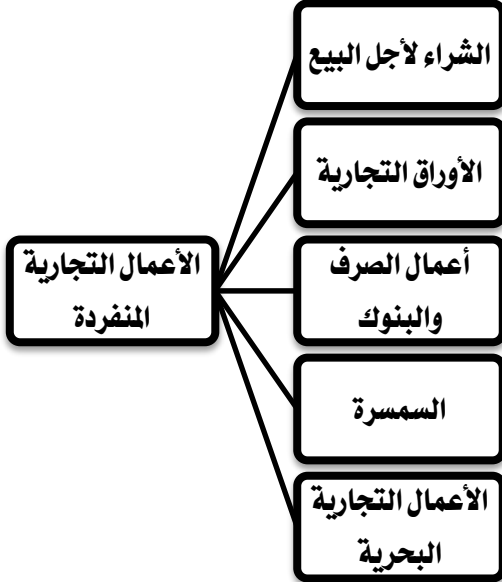 الأعمال التجارية
المنفردة
الشراء لأجل البيع
الأوراق التجارية
أعمال الصرف
والبنوك
السمسرة
الأعمال التجارية
البحرية